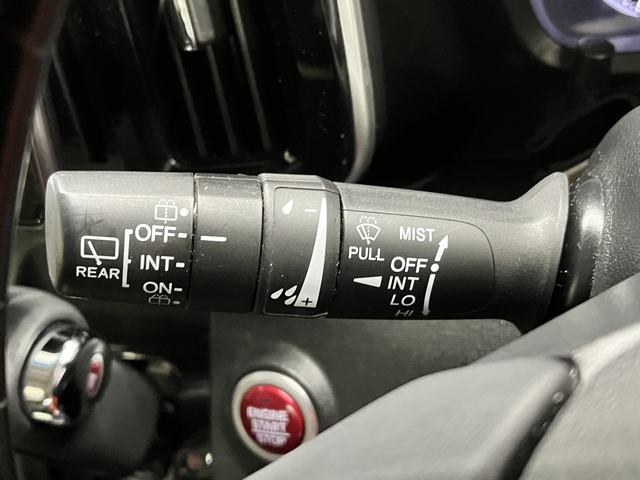 OFF
INT
ON
REAR
-
+
PULL
MIST
OFF
INT
LO
HI
ENGINE
START
STOP